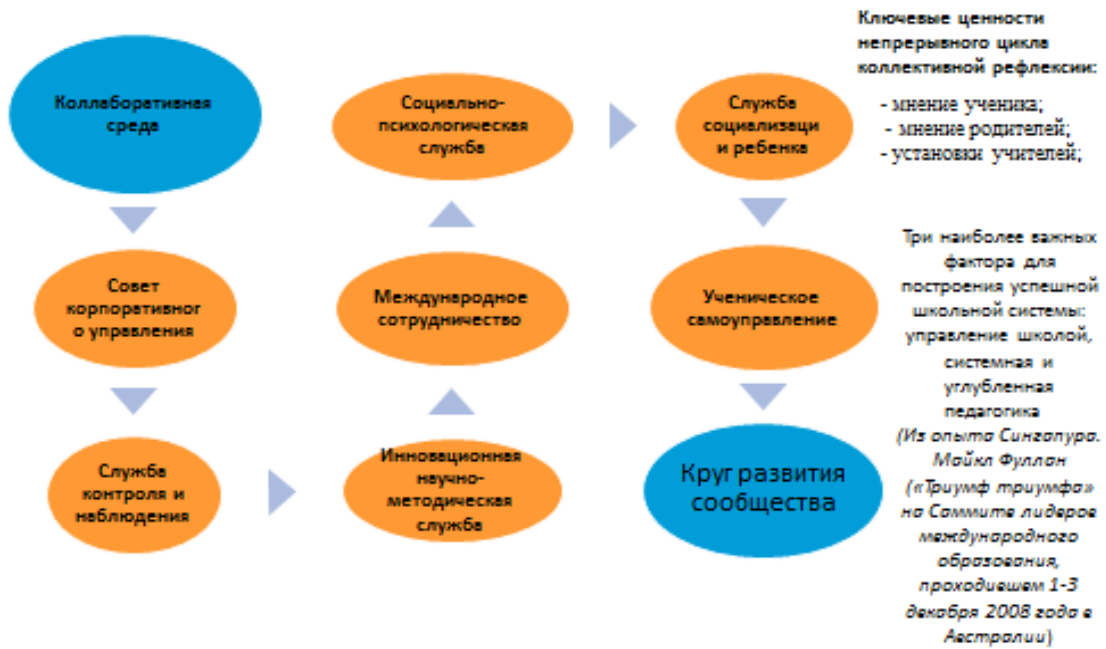 Коллаборативная
среда
Совет
корпоративног
о управления
Служба
контроля и
наблюдения
Инновационная
научно-
методическая
служба
Международное
сотрудничество
Социально-
психологическая
служба
Служба
социализаци
и ребенка
Ученическое
самоуправление
Круг развития
сообщества
Ключевые ценности
непрерывного цикла
коллективной рефлексии:
- мнение ученика;
- мнение родителей;
- установки учителей;
Три наиболее важных
фактора для
построения успешной
школьной системы:
управление школой,
системная и
углубленная
педагогика
(Из опыта Сингапура.
Майкл Фуллан
(«Триумф триумфа»
на Саммите лидеров
международного
образования,
проходившем 1-3
декабря 2008 года в
Австралии)